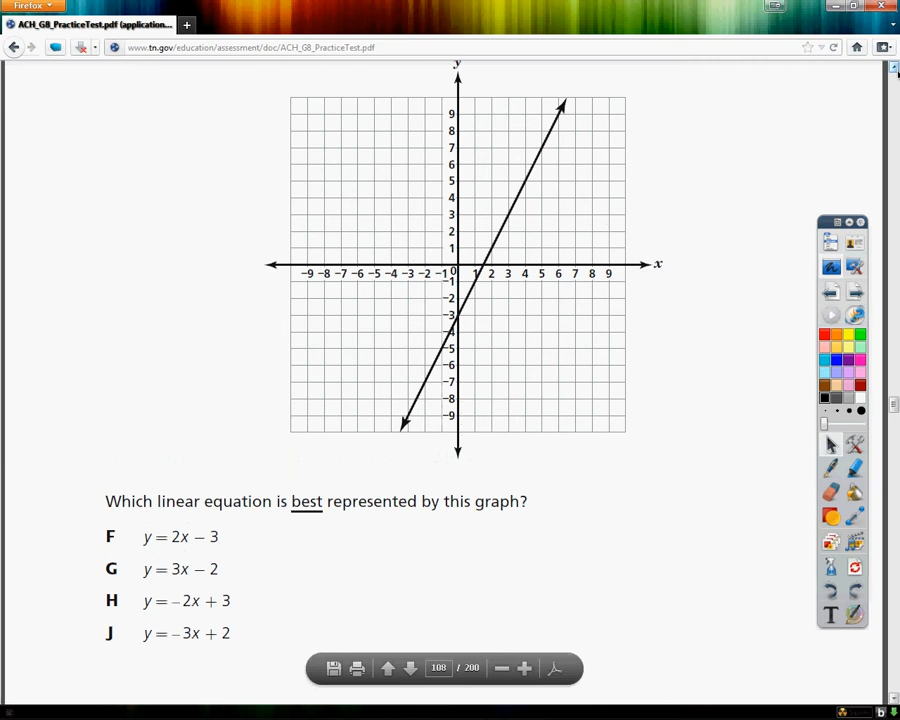 Firefox
ACH_G8_PracticeTest.pdf (application...
www.tn.gov/education/assessment/doc/ACH_G8_PracticeTest.pdf
y
9
8
7
6
5
4
3
2
1
x
−9 −8 −7 −6 −5 −4 −3 −2 −1 0 1 2 3 4 5 6 7 8 9
−1
−2
−3
−4
−5
−6
−7
−8
−9
Which linear equation is best represented by this graph?
F y = 2x − 3
G y = 3x − 2
H y = −2x + 3
J y = −3x + 2
108 / 200
T